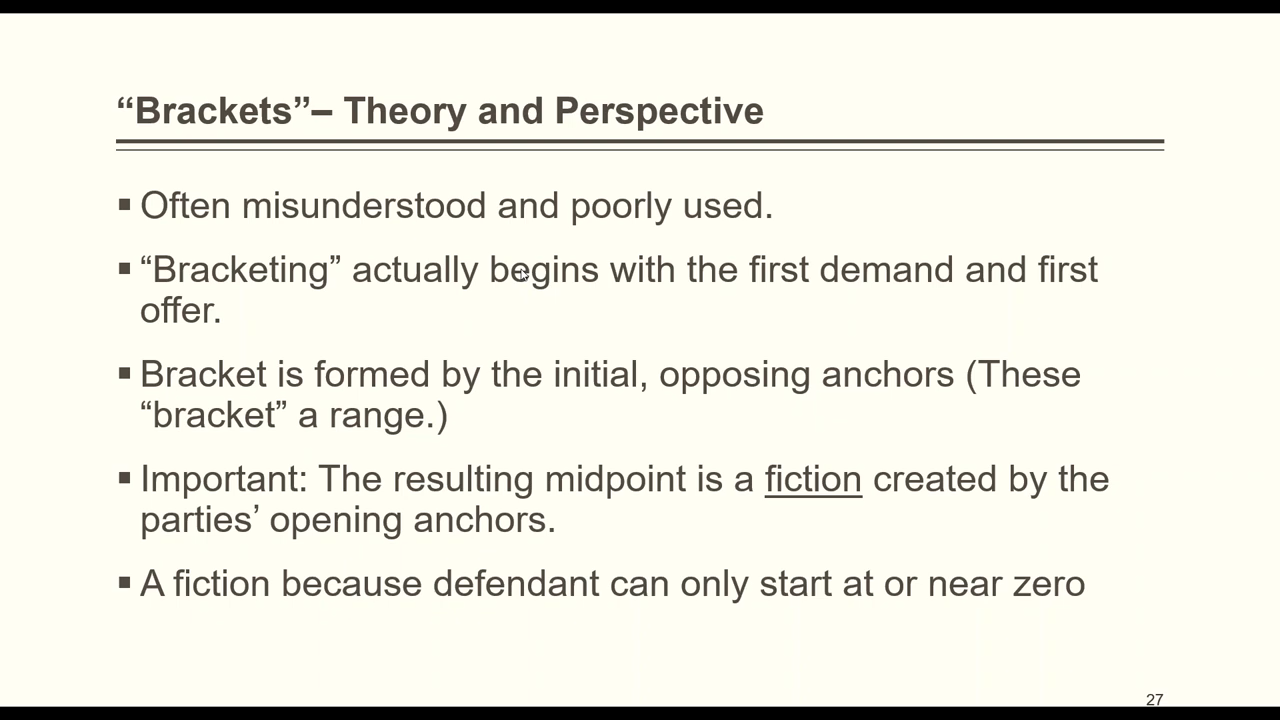 “Brackets”– Theory and Perspective
▪ Often misunderstood and poorly used.
▪ “Bracketing” actually begins with the first demand and first
offer.
▪ Bracket is formed by the initial, opposing anchors (These
“bracket” a range.)
▪ Important: The resulting midpoint is a fiction created by the
parties’ opening anchors.
▪ A fiction because defendant can only start at or near zero
27